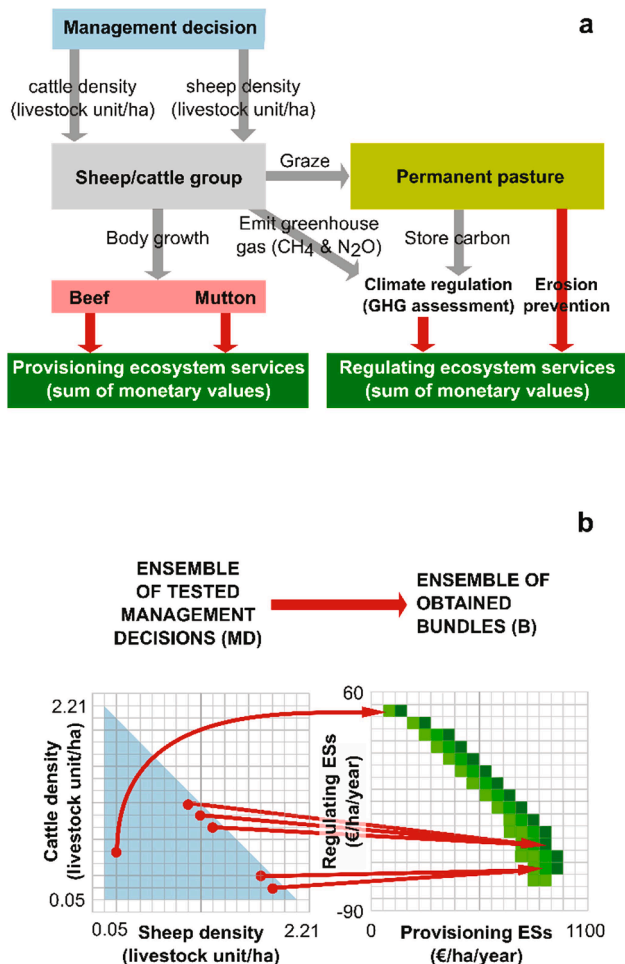 Management decision
a
cattle density
(livestock unit/ha)
sheep density
(livestock unit/ha)
Sheep/cattle group
Graze
Permanent pasture
Body growth
Emit greenhouse
gas (CH4 & N2O)
Store carbon
Beef
Mutton
Climate regulation
(GHG assessment)
Erosion
prevention
Provisioning ecosystem services
(sum of monetary values)
Regulating ecosystem services
(sum of monetary values)
b
ENSEMBLE
OF TESTED
MANAGEMENT
DECISIONS (MD)
ENSEMBLE OF
OBTAINED
BUNDLES (B)
Cattle density
(livestock unit/ha)
2.21
0.05
0.05
2.21
Sheep density
(livestock unit/ha)
Regulating ESs
(€/ha/year)
60
-90
0
1100
Provisioning ESs
(€/ha/year)